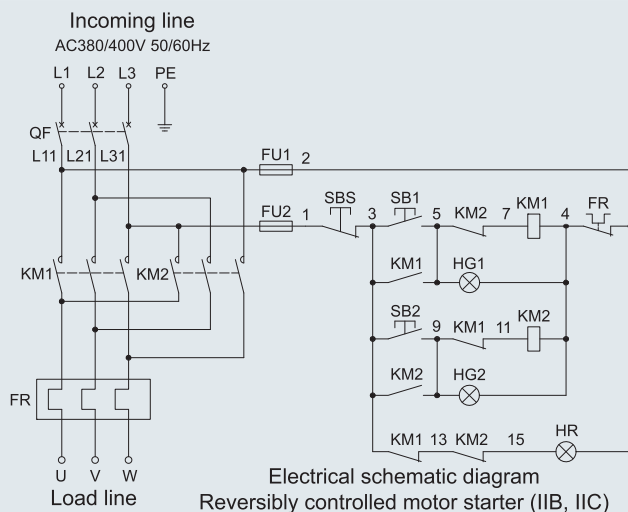 Incoming line
AC380/400V 50/60Hz
L1 L2 L3 PE
QF
L11 L21 L31
FU1 2
FU2 1 SBS 3 SB1 5 KM2 7 KM1 4 FR
KM1 KM2
KM1 HG1
SB2 9 KM1 11 KM2
KM2 HG2
FR
KM1 13 KM2 15 HR
U V W
Load line
Electrical schematic diagram
Reversibly controlled motor starter (IIB, IIC)